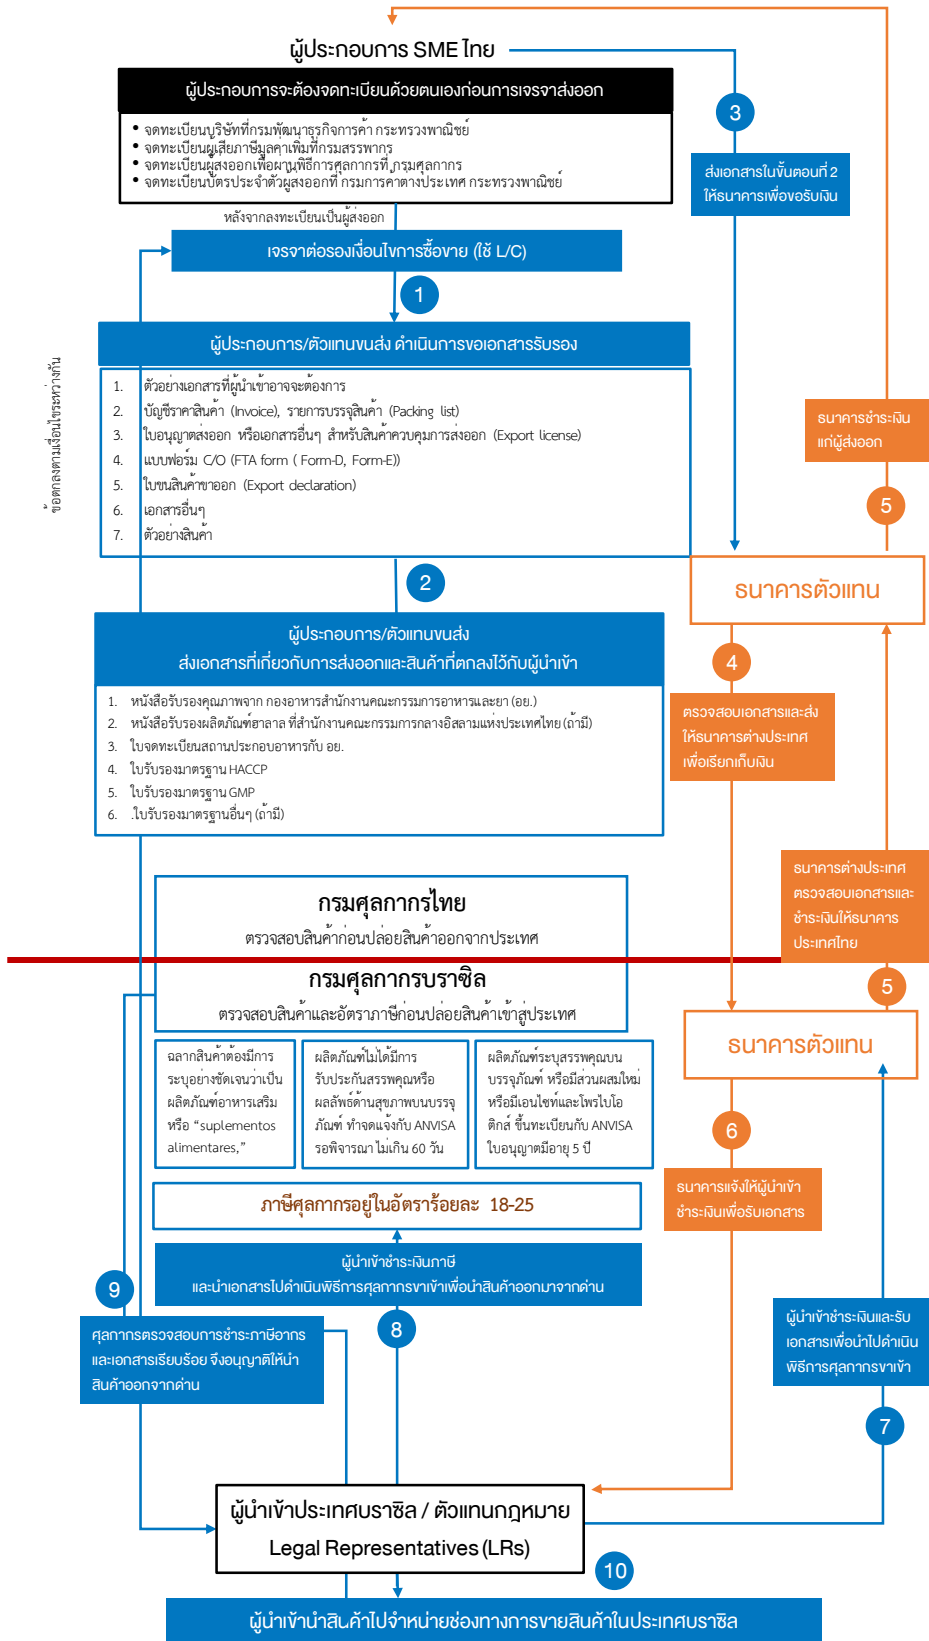 ผู้ประกอบการ SME ไทย
ผู้ประกอบการจะต้องจดทะเบียนด้วยตนเองก่อนการเจรจาส่งออก
• จดทะเบียนบริษัทที่กรมพัฒนาธุรกิจการค้า กระทรวงพาณิชย์
• จดทะเบียนผู้เสียภาษีมูลค่าเพิ่มที่กรมสรรพากร
• จดทะเบียนผู้ส่งออกเพื่อผ่านพิธีการศุลกากรที่ กรุมศุลกากร
• จดทะเบียนบัตรประจำตัวผู้ส่งออกที่ กรมการค้าต่างประเทศ กระทรวงพาณิชย์
หลังจากลงทะเบียนเป็นผู้ส่งออก
เจรจาต่อรองเงื่อนไขการซื้อขาย (ใช้ L/C)
1
ผู้ประกอบการ/ตัวแทนขนส่ง ดำเนินการขอเอกสารรับรอง
1. ตัวอย่างเอกสารที่ผู้นำเข้าอาจจะต้องการ
2. บัญชีราคาสินค้า (Invoice), รายการบรรจุสินค้า (Packing list)
3. ใบอนุญาตส่งออก หรือเอกสารอื่นๆ สำหรับสินค้าควบคุมการส่งออก (Export license)
4. แบบฟอร์ม C/O (FTA form ( Form-D, Form-E))
5. ใบขนสินค้าขาออก (Export declaration)
6. เอกสารอื่นๆ
7. ตัวอย่างสินค้า
ข้อตกลงตามเงื่อนไขระหว่างกัน
2
ผู้ประกอบการ/ตัวแทนขนส่ง
ส่งเอกสารที่เกี่ยวกับการส่งออกและสินค้าที่ตกลงไว้กับผู้นำเข้า
1. หนังสือรับรองคุณภาพจาก กองอาหารสำนักงานคณะกรรมการอาหารและยา (อย.)
2. หนังสือรับรองผลิตภัณฑ์ฮาลาล ที่สำนักงานคณะกรรมการกลางอิสลามแห่งประเทศไทย (ถ้ามี)
3. ใบจดทะเบียนสถานประกอบอาหารกับ อย.
4. ใบรับรองมาตรฐาน HACCP
5. ใบรับรองมาตรฐาน GMP
6. .ใบรับรองมาตรฐานอื่นๆ (ถ้ามี)
3
ส่งเอกสารในขั้นตอนที่ 2
ให้ธนาคารเพื่อขอรับเงิน
ธนาคารชำระเงิน
แก่ผู้ส่งออก
5
ธนาคารตัวแทน
4
ตรวจสอบเอกสารและส่ง
ให้ธนาคารต่างประเทศ
เพื่อเรียกเก็บเงิน
ธนาคารต่างประเทศ
ตรวจสอบเอกสารและ
ชำระเงินให้ธนาคาร
ประเทศไทย
5
ธนาคารตัวแทน
กรมศุลกากรไทย
ตรวจสอบสินค้าก่อนปล่อยสินค้าออกจากประเทศ
กรมศุลกากรบราซิล
ตรวจสอบสินค้าและอัตราภาษีก่อนปล่อยสินค้าเข้าสู่ประเทศ
ฉลากสินค้าต้องมีการ
ระบุอย่างชัดเจนว่าเป็น
ผลิตภัณฑ์อาหารเสริม
หรือ “suplementos
alimentares,”
ผลิตภัณฑ์ไม่ได้มีการ
รับประกันสรรพคุณหรือ
ผลลัพธ์ด้านสุขภาพบนบรรจุ
ภัณฑ์ ทำจดแจ้งกับ ANVISA
รอพิจารณา ไม่เกิน 60 วัน
ผลิตภัณฑ์ระบุสรรพคุณบน
บรรจุภัณฑ์ หรือมีส่วนผสมใหม่
หรือมีเอนไซท์และโพรไบโอ
ติกส์ ขึ้นทะเบียนกับ ANVISA
ใบอนุญาตมีอายุ 5 ปี
ภาษีศุลกากรอยู่ในอัตราร้อยละ 18-25
ผู้นำเข้าชำระเงินภาษี
และนำเอกสารไปดำเนินพิธีการศุลกากรขาเข้าเพื่อนำสินค้าออกมาจากด่าน
6
ธนาคารแจ้งให้ผู้นำเข้า
ชำระเงินเพื่อรับเอกสาร
9
ศุลกากรตรวจสอบการชำระภาษีอากร
และเอกสารเรียบร้อย จึงอนุญาติให้นำ
สินค้าออกจากด่าน
8
ผู้นำเข้าชำระเงินและรับ
เอกสารเพื่อนำไปดำเนิน
พิธีการศุลกากรขาเข้า
7
ผู้นำเข้าประเทศบราซิล / ตัวแทนกฎหมาย
Legal Representatives (LRs)
10
ผู้นำเข้านำสินค้าไปจำหน่ายช่องทางการขายสินค้าในประเทศบราซิล